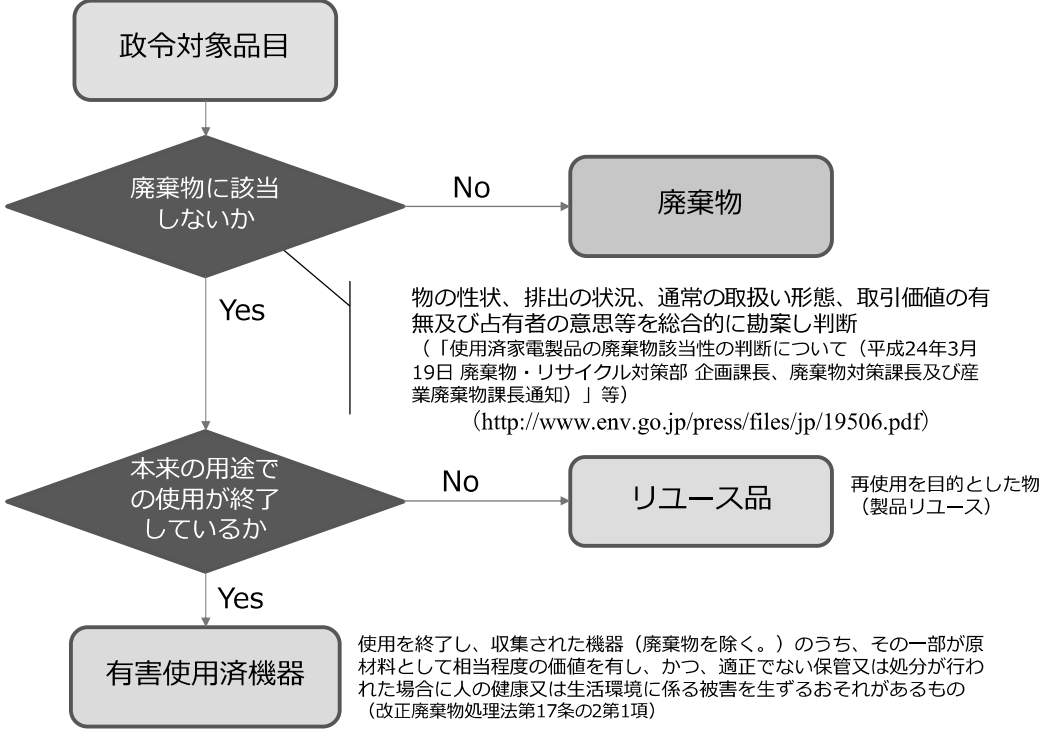 政令対象品目
廃棄物に該当
しないか
No
廃棄物
Yes
物の性状、排出の状況、通常の取扱い形態、取引価値の有
無及び占有者の意思等を総合的に勘案し判断
（「使用済家電製品の廃棄物該当性の判断について（平成24年3月
19日 廃棄物・リサイクル対策部 企画課長、廃棄物対策課長及び産
業廃棄物課長通知）」等）
（http://www.env.go.jp/press/files/jp/19506.pdf）
本来の用途で
の使用が終了
しているか
No
リユース品
再使用を目的とした物
（製品リユース）
Yes
有害使用済機器
使用を終了し、収集された機器（廃棄物を除く。）のうち、その一部が原
材料として相当程度の価値を有し、かつ、適正でない保管又は処分が行わ
れた場合に人の健康又は生活環境に係る被害を生ずるおそれがあるもの
（改正廃棄物処理法第17条の2第1項）